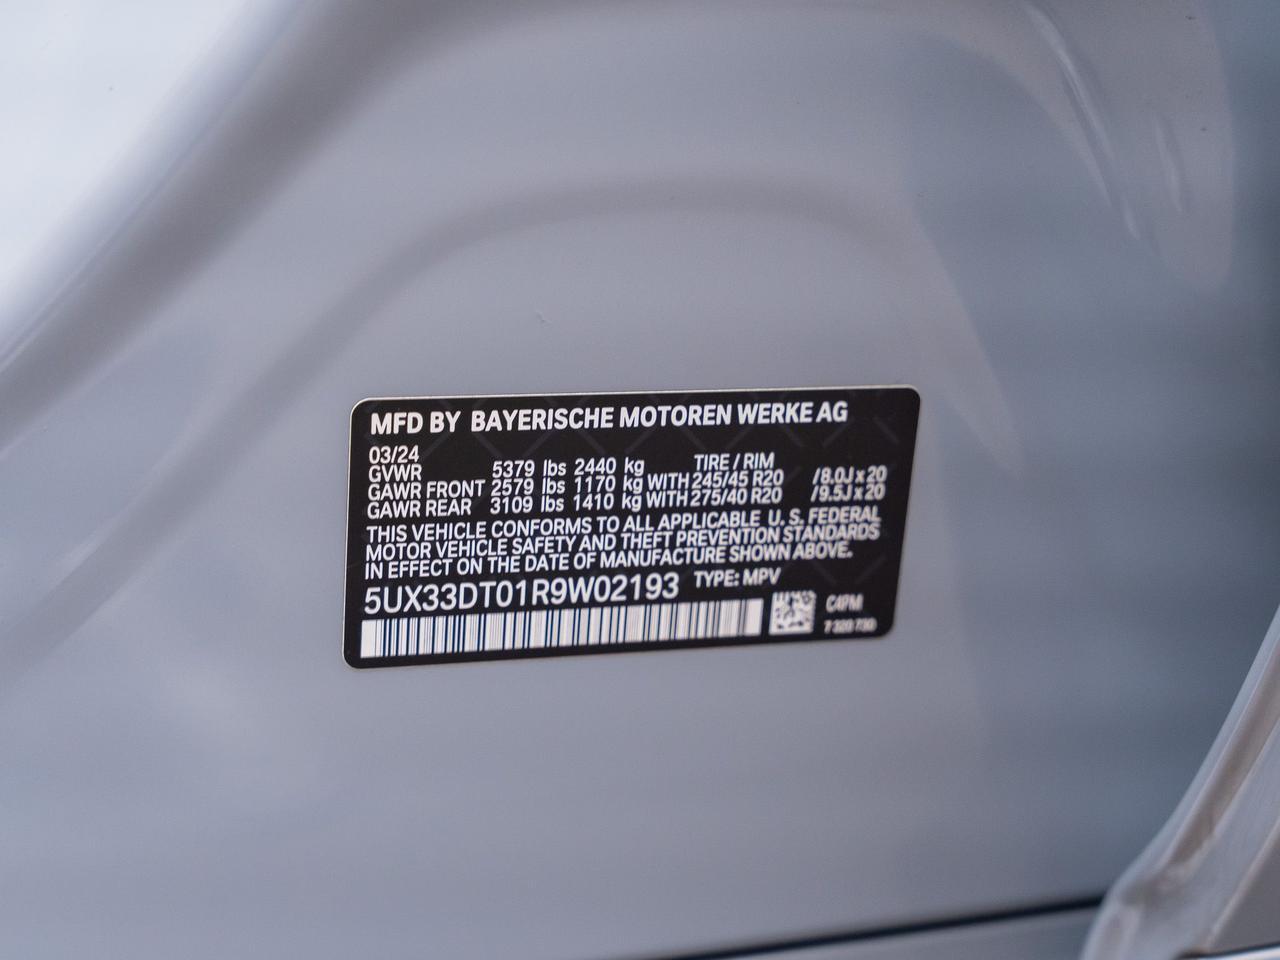 MFD BY BAYERISCHE MOTOREN WERKE AG
03/24
GVWR 5379 lbs 2440 kg TIRE / RIM
GAWR FRONT 2579 lbs 1170 kg WITH 245/45 R20 /8.0J x 20
GAWR REAR 3109 lbs 1410 kg WITH 275/40 R20 /9.5J x 20
THIS VEHICLE CONFORMS TO ALL APPLICABLE U. S. FEDERAL
MOTOR VEHICLE SAFETY AND THEFT PREVENTION STANDARDS
IN EFFECT ON THE DATE OF MANUFACTURE SHOWN ABOVE.
5UX33DT01R9W02193 TYPE: MPV
C4PM